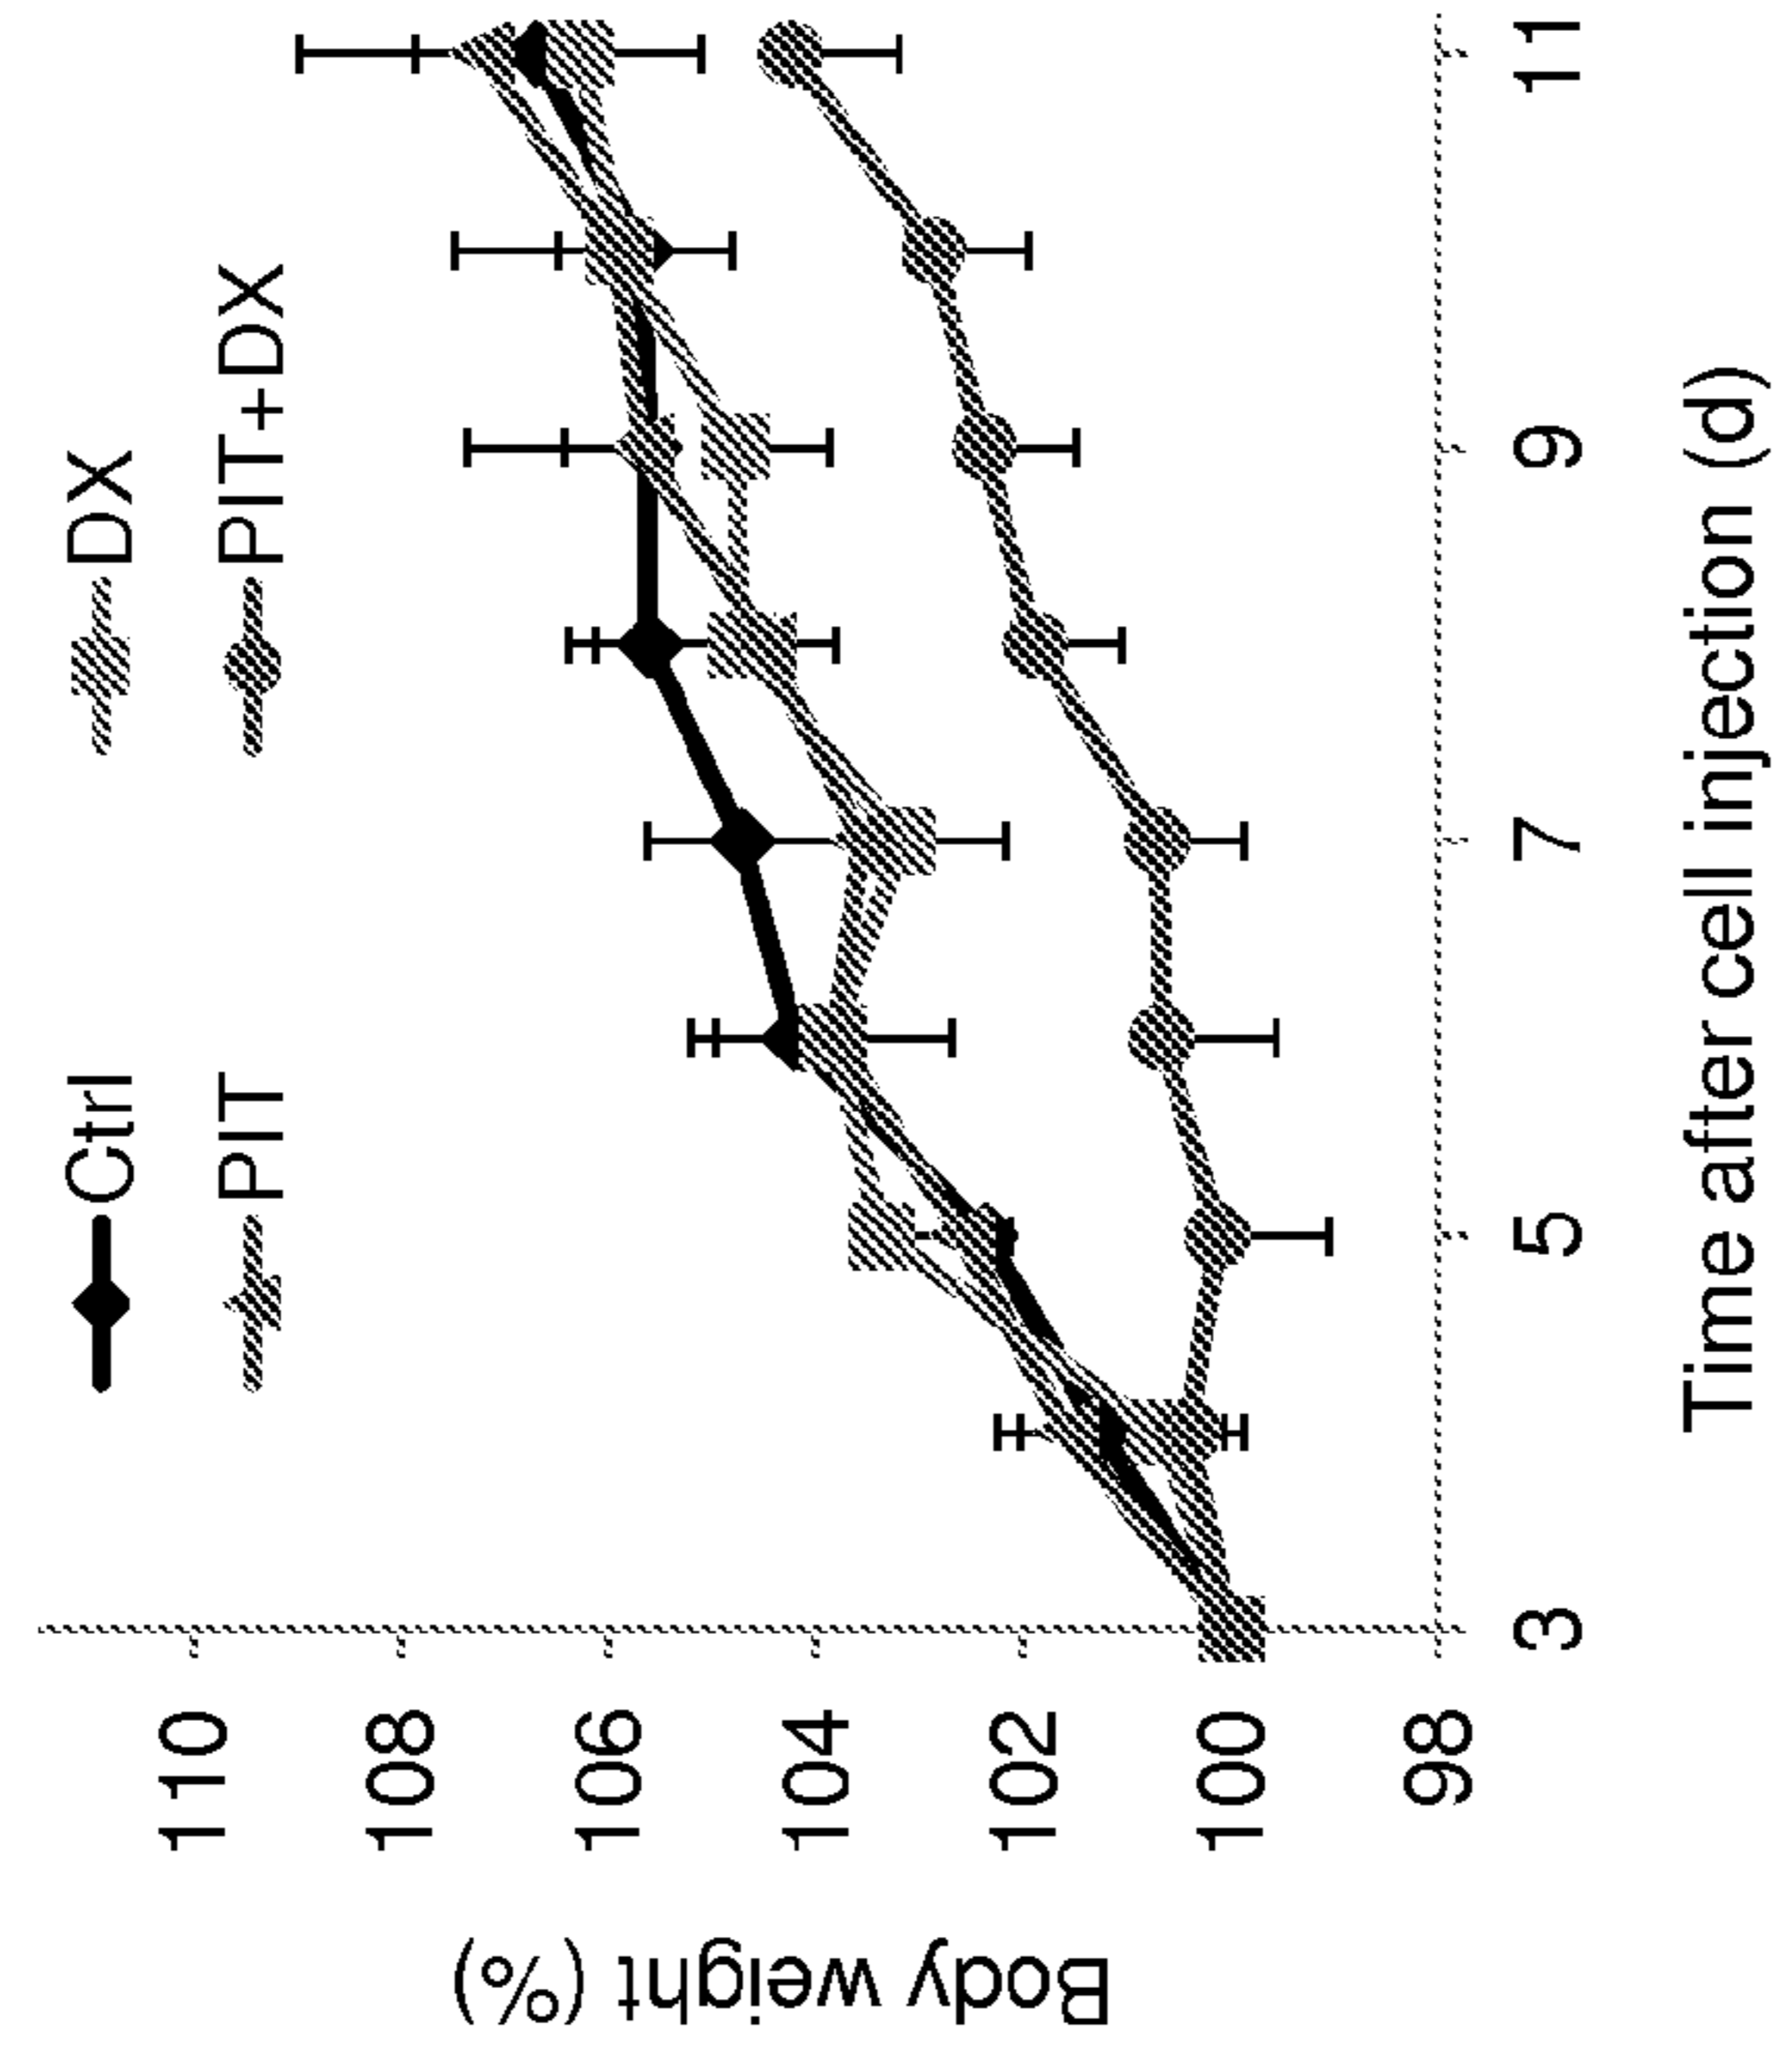 Ctrl
DX
PIT
PIT+DX
Body weight (%)
110
108
106
104
102
100
98
3
5
7
9
11
Time after cell injection (d)